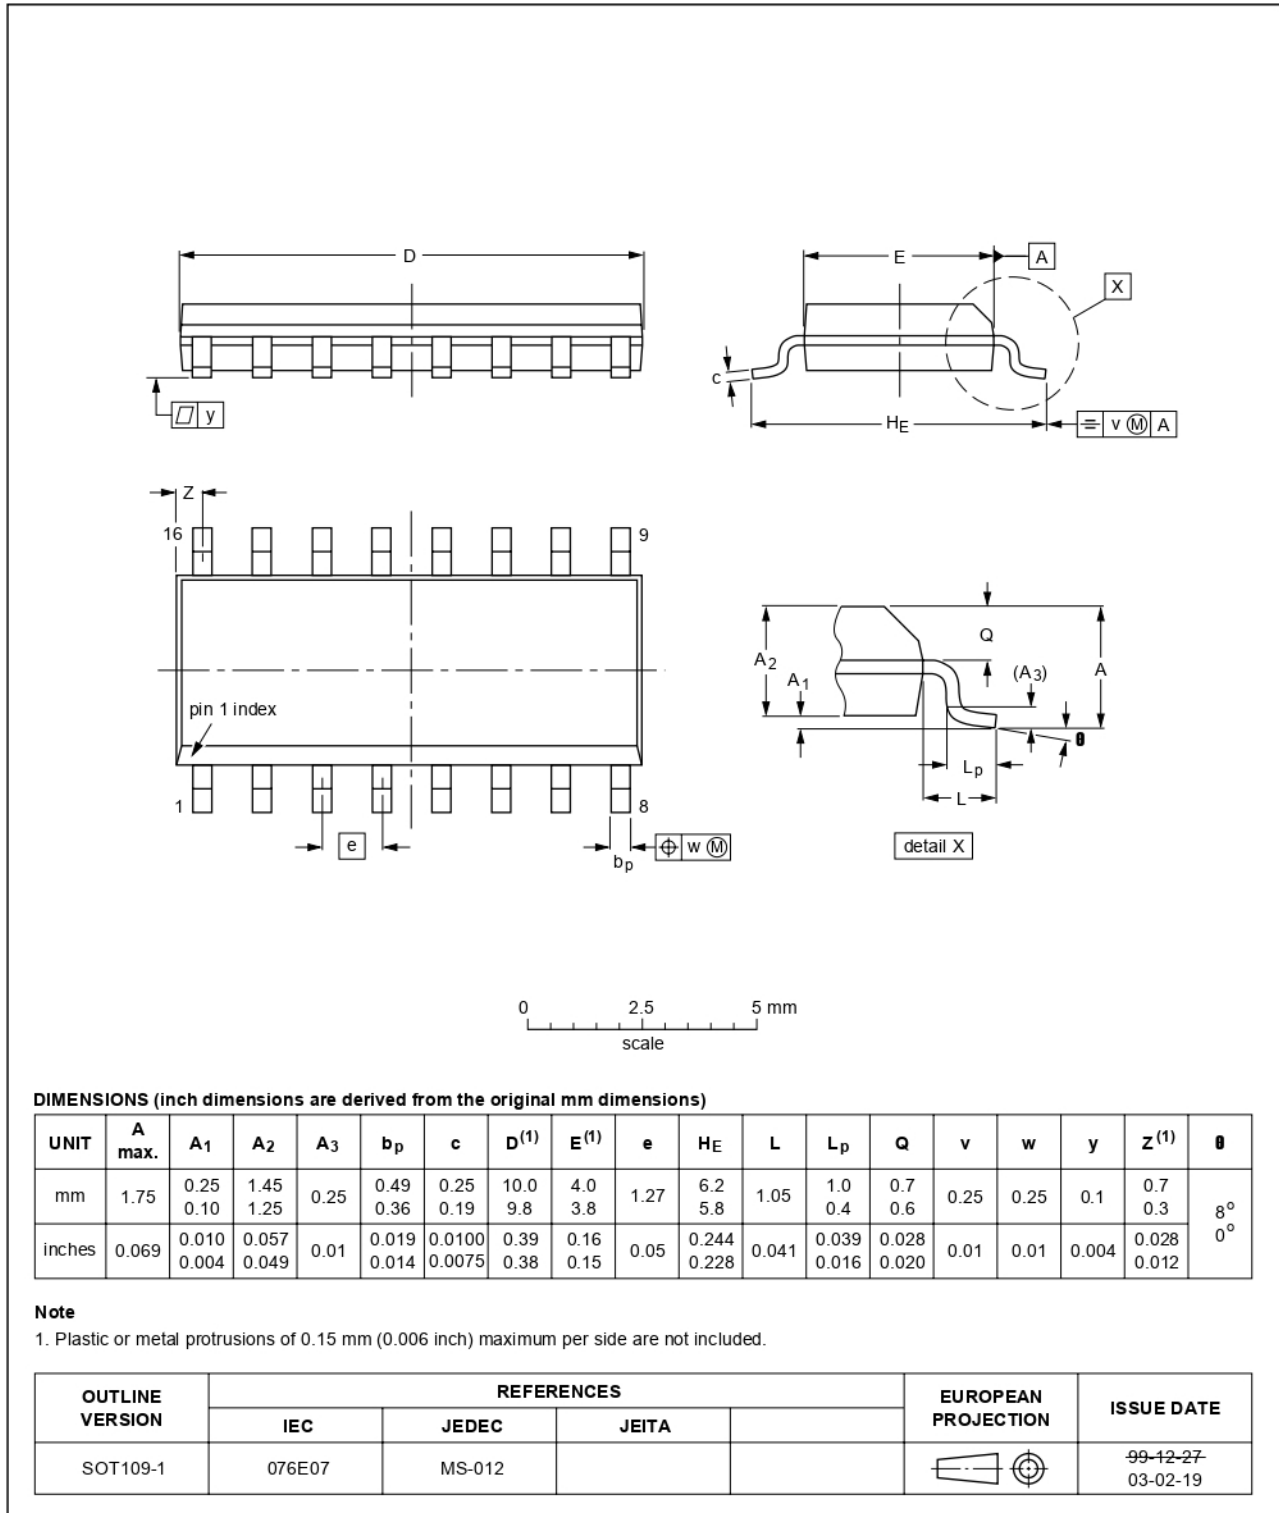 D
E
A
X
c
y
HE
v M A
Z
16
9
pin 1 index
1
8
e
bp
w M
A2
A1
Q
(A3)
A
θ
Lp
L
detail X
0 2.5 5 mm
scale
DIMENSIONS (inch dimensions are derived from the original mm dimensions)
UNIT A max. A1 A2 A3 bp c D(1) E(1) e HE L Lp Q v w y Z(1) θ
mm 1.75 0.25 0.10 1.45 1.25 0.25 0.49 0.36 0.25 0.19 10.0 9.8 4.0 3.8 1.27 6.2 5.8 1.05 1.0 0.4 0.7 0.6 0.25 0.25 0.1 0.7 0.3 8° 0°
inches 0.069 0.010 0.004 0.057 0.049 0.01 0.019 0.014 0.0100 0.0075 0.39 0.38 0.16 0.15 0.05 0.244 0.228 0.041 0.039 0.016 0.028 0.020 0.01 0.01 0.004 0.028 0.012
Note
1. Plastic or metal protrusions of 0.15 mm (0.006 inch) maximum per side are not included.
OUTLINE VERSION REFERENCES EUROPEAN PROJECTION ISSUE DATE
IEC JEDEC JEITA
SOT109-1 076E07 MS-012
99-12-27
03-02-19